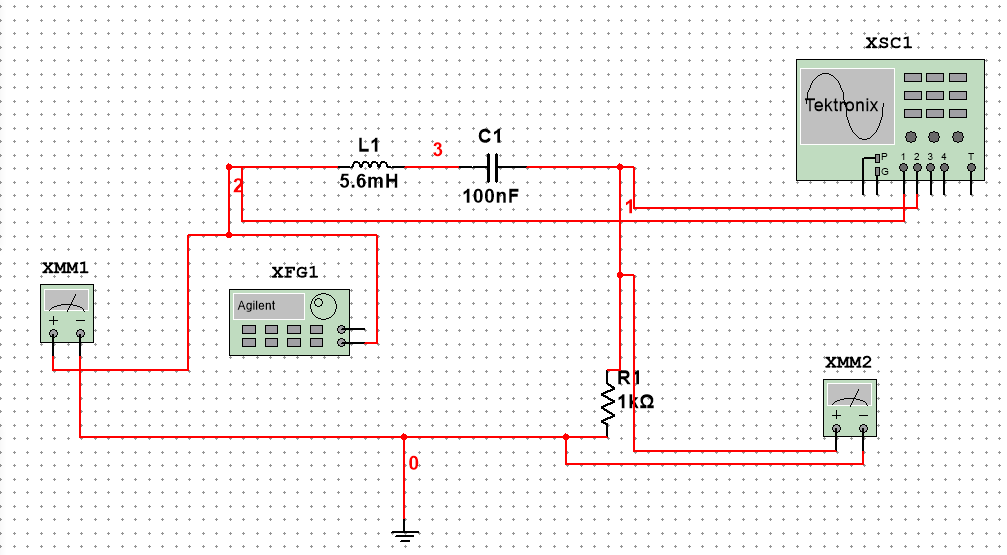 XSC1
Tektronix
P
G
1 2 3 4 T
C1
100nF
L1
5.6mH
3
2
1
XMM1
+ −
XFG1
Agilent
R1
1kΩ
XMM2
+ −
0